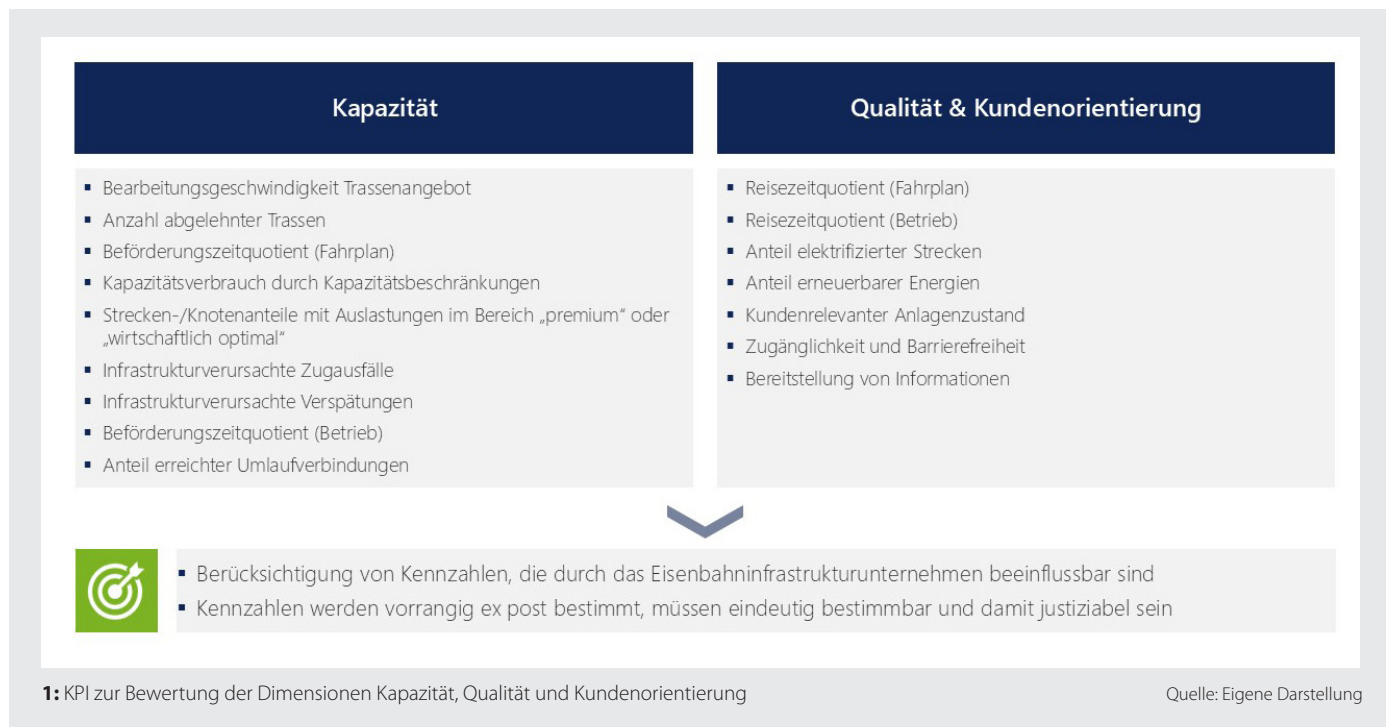 Kapazität
▪ Bearbeitungsgeschwindigkeit Trassenangebot
▪ Anzahl abgelehnter Trassen
▪ Beförderungszeitquotient (Fahrplan)
▪ Kapazitätsverbrauch durch Kapazitätsbeschränkungen
▪ Strecken-/Knotenanteile mit Auslastungen im Bereich „premium“ oder
„wirtschaftlich optimal“
▪ Infrastrukturverursachte Zugausfälle
▪ Infrastrukturverursachte Verspätungen
▪ Beförderungszeitquotient (Betrieb)
▪ Anteil erreichter Umlaufverbindungen
Qualität & Kundenorientierung
▪ Reisezeitquotient (Fahrplan)
▪ Reisezeitquotient (Betrieb)
▪ Anteil elektrifizierter Strecken
▪ Anteil erneuerbarer Energien
▪ Kundenrelevanter Anlagenzustand
▪ Zugänglichkeit und Barrierefreiheit
▪ Bereitstellung von Informationen
▪ Berücksichtigung von Kennzahlen, die durch das Eisenbahninfrastrukturunternehmen beeinflussbar sind
▪ Kennzahlen werden vorrangig ex post bestimmt, müssen eindeutig bestimmbar und damit justiziabel sein
1: KPI zur Bewertung der Dimensionen Kapazität, Qualität und Kundenorientierung
Quelle: Eigene Darstellung